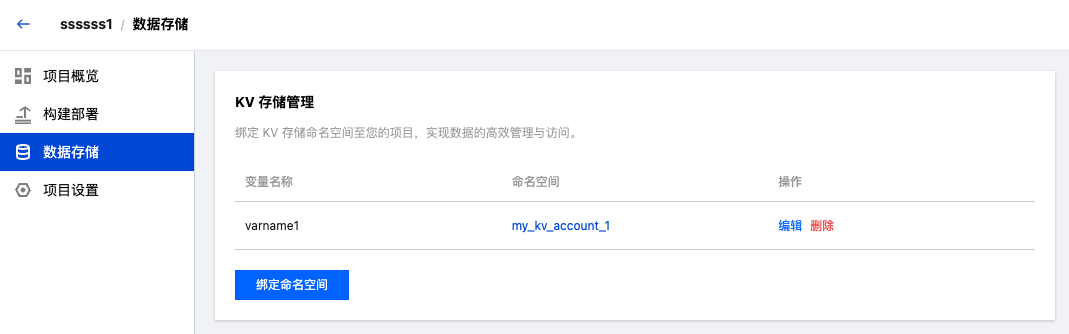 ssssss1 / 数据存储
项目概览
构建部署
数据存储
项目设置
KV 存储管理
绑定 KV 存储命名空间至您的项目，实现数据的高效管理与访问。
变量名称 命名空间 操作
varname1 my_kv_account_1 编辑 删除
绑定命名空间